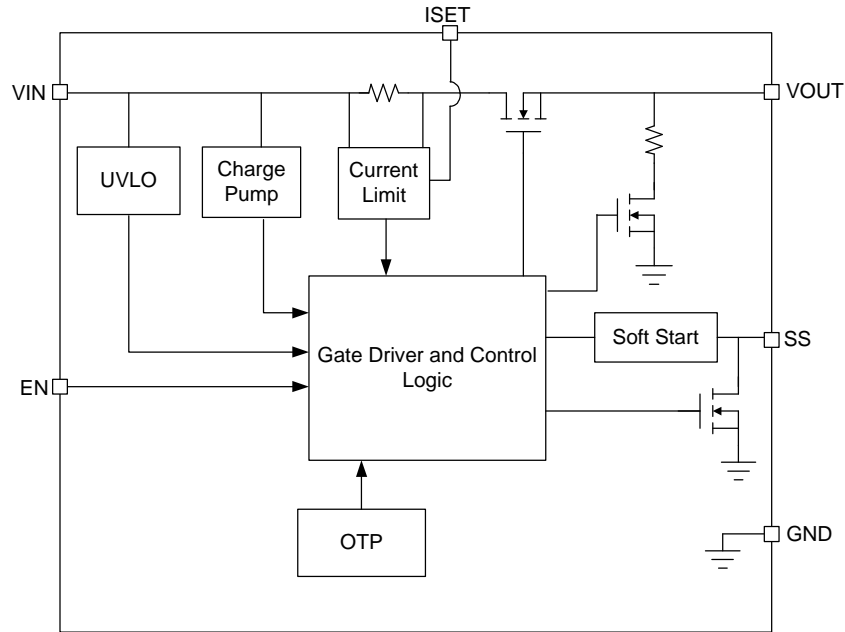 ISET
VIN
VOUT
UVLO
Charge
Pump
Current
Limit
Gate Driver and Control
Logic
Soft Start
SS
EN
OTP
GND